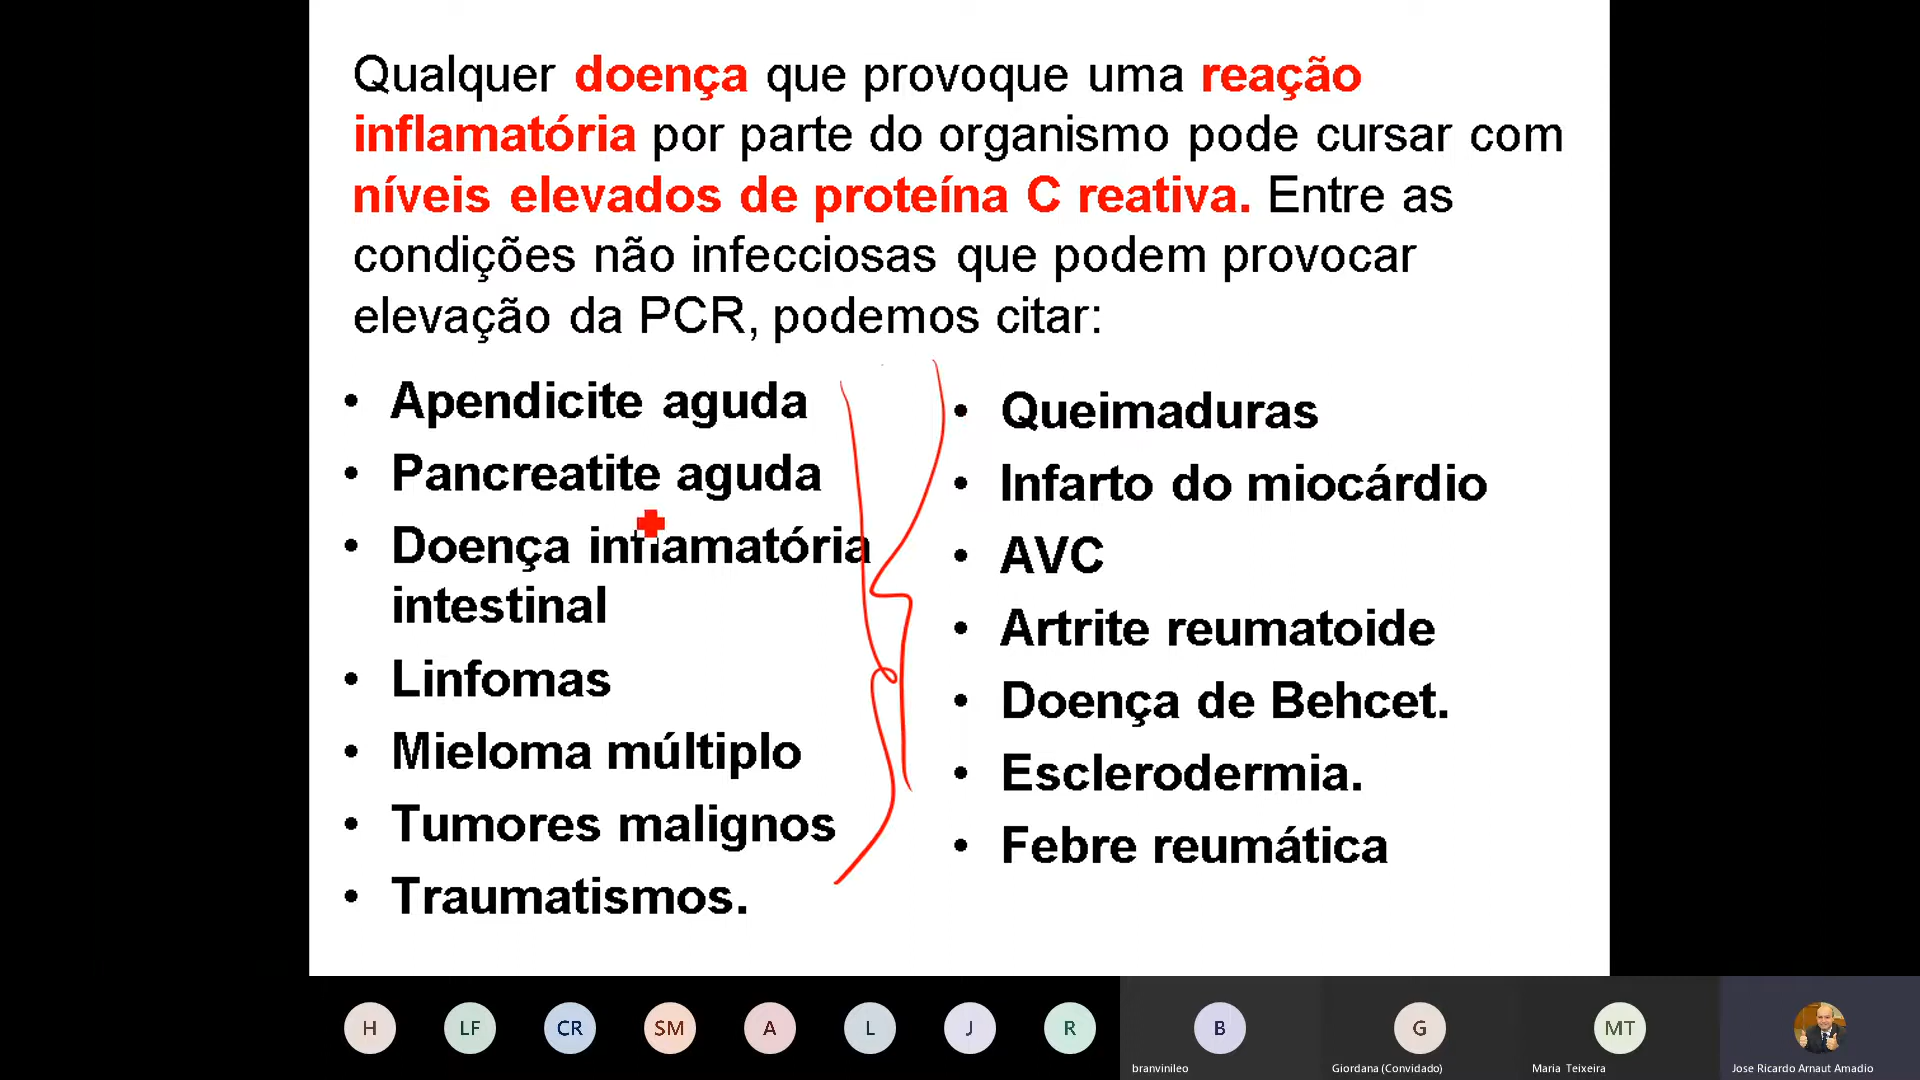 Qualquer doença que provoque uma reação
inflamatória por parte do organismo pode cursar com
níveis elevados de proteína C reativa. Entre as
condições não infecciosas que podem provocar
elevação da PCR, podemos citar:
• Apendicite aguda
• Pancreatite aguda
• Doença inflamatória
intestinal
• Linfomas
• Mieloma múltiplo
• Tumores malignos
• Traumatismos.
• Queimaduras
• Infarto do miocárdio
• AVC
• Artrite reumatoide
• Doença de Behcet.
• Esclerodermia.
• Febre reumática
H LF CR SM A L J R B G MT
branvinileo Giordana (Convidado) Maria Teixeira Jose Ricardo Arnaut Amadio